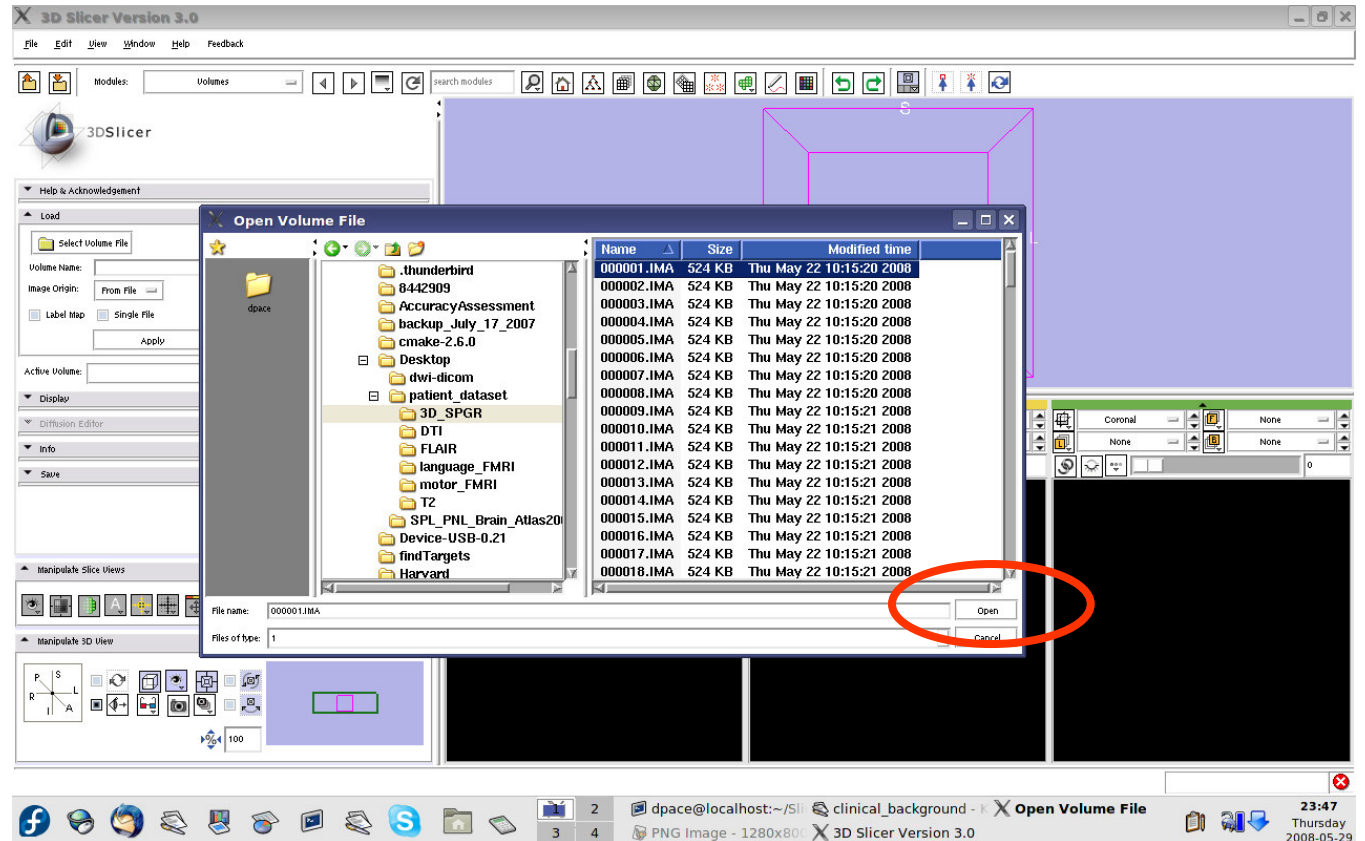 3D Slicer Version 3.0
File Edit View Window Help Feedback
Modules: Volumes search modules
3DSlicer
S
L
Help & Acknowledgement
Load
Select Volume File
Volume Name:
Image Origin: From File
Label Map Single File
Apply
Active Volume:
Display
Diffusion Editor
Info
Save
Manipulate Slice Views
Manipulate 3D View
P S
R L
I A
100
Open Volume File
dpace
.thunderbird
8442909
AccuracyAssessment
backup_July_17_2007
cmake-2.6.0
Desktop
dwi-dicom
patient_dataset
3D_SPGR
DTI
FLAIR
language_FMRI
motor_FMRI
T2
SPL_PNL_Brain_Atlas20
Device-USB-0.21
findTargets
Harvard
Name Size Modified time
000001.IMA 524 KB Thu May 22 10:15:20 2008
000002.IMA 524 KB Thu May 22 10:15:20 2008
000003.IMA 524 KB Thu May 22 10:15:20 2008
000004.IMA 524 KB Thu May 22 10:15:20 2008
000005.IMA 524 KB Thu May 22 10:15:20 2008
000006.IMA 524 KB Thu May 22 10:15:20 2008
000007.IMA 524 KB Thu May 22 10:15:20 2008
000008.IMA 524 KB Thu May 22 10:15:20 2008
000009.IMA 524 KB Thu May 22 10:15:21 2008
000010.IMA 524 KB Thu May 22 10:15:21 2008
000011.IMA 524 KB Thu May 22 10:15:21 2008
000012.IMA 524 KB Thu May 22 10:15:21 2008
000013.IMA 524 KB Thu May 22 10:15:21 2008
000014.IMA 524 KB Thu May 22 10:15:21 2008
000015.IMA 524 KB Thu May 22 10:15:21 2008
000016.IMA 524 KB Thu May 22 10:15:21 2008
000017.IMA 524 KB Thu May 22 10:15:21 2008
000018.IMA 524 KB Thu May 22 10:15:21 2008
File name: 000001.IMA Open
Files of type: 1 Cancel
Coronal F None
L None B None
0
1 2
3 4
dpace@localhost:~/Sli clinical_background - K Open Volume File
PNG Image - 1280x800 3D Slicer Version 3.0
23:47
Thursday
2008-05-29